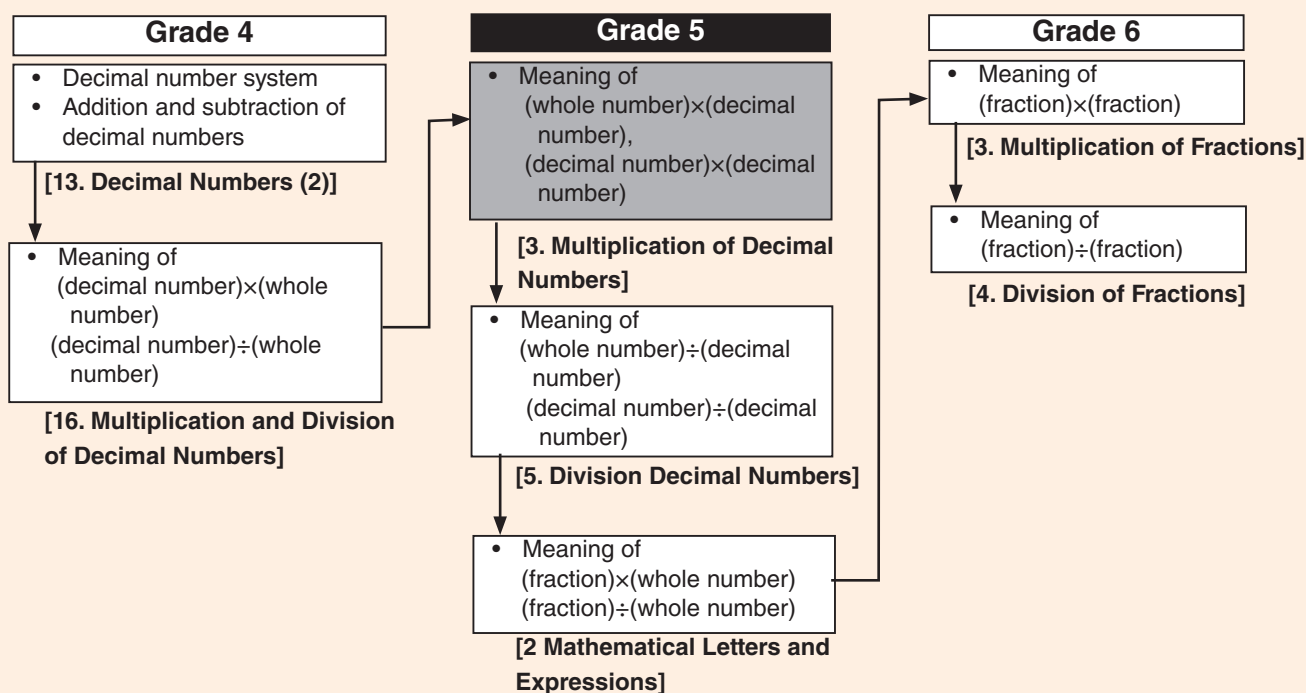 Grade 4
• Decimal number system
• Addition and subtraction of
decimal numbers
[13. Decimal Numbers (2)]
• Meaning of
(decimal number)×(whole
number)
(decimal number)÷(whole
number)
[16. Multiplication and Division
of Decimal Numbers]
Grade 5
• Meaning of
(whole number)×(decimal
number),
(decimal number)×(decimal
number)
[3. Multiplication of Decimal
Numbers]
• Meaning of
(whole number)÷(decimal
number)
(decimal number)÷(decimal
number)
[5. Division Decimal Numbers]
• Meaning of
(fraction)×(whole number)
(fraction)÷(whole number)
[2 Mathematical Letters and
Expressions]
Grade 6
• Meaning of
(fraction)×(fraction)
[3. Multiplication of Fractions]
• Meaning of
(fraction)÷(fraction)
[4. Division of Fractions]